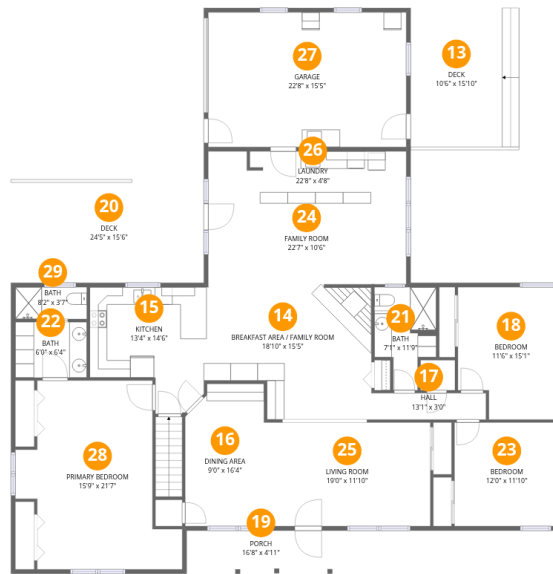 27
GARAGE
22'8" x 15'5"
13
DECK
10'6" x 15'10"
26
LAUNDRY
22'8" x 4'8"
20
DECK
24'5" x 15'6"
24
FAMILY ROOM
22'7" x 10'6"
29
BATH
8'2" x 3'7"
22
BATH
6'0" x 6'4"
15
KITCHEN
13'4" x 14'6"
14
BREAKFAST AREA / FAMILY ROOM
18'10" x 15'5"
21
BATH
7'1" x 11'9"
18
BEDROOM
11'6" x 15'1"
17
HALL
13'1" x 3'0"
28
PRIMARY BEDROOM
15'9" x 21'7"
16
DINING AREA
9'0" x 16'4"
25
LIVING ROOM
19'0" x 11'10"
23
BEDROOM
12'0" x 11'10"
19
PORCH
16'8" x 4'11"